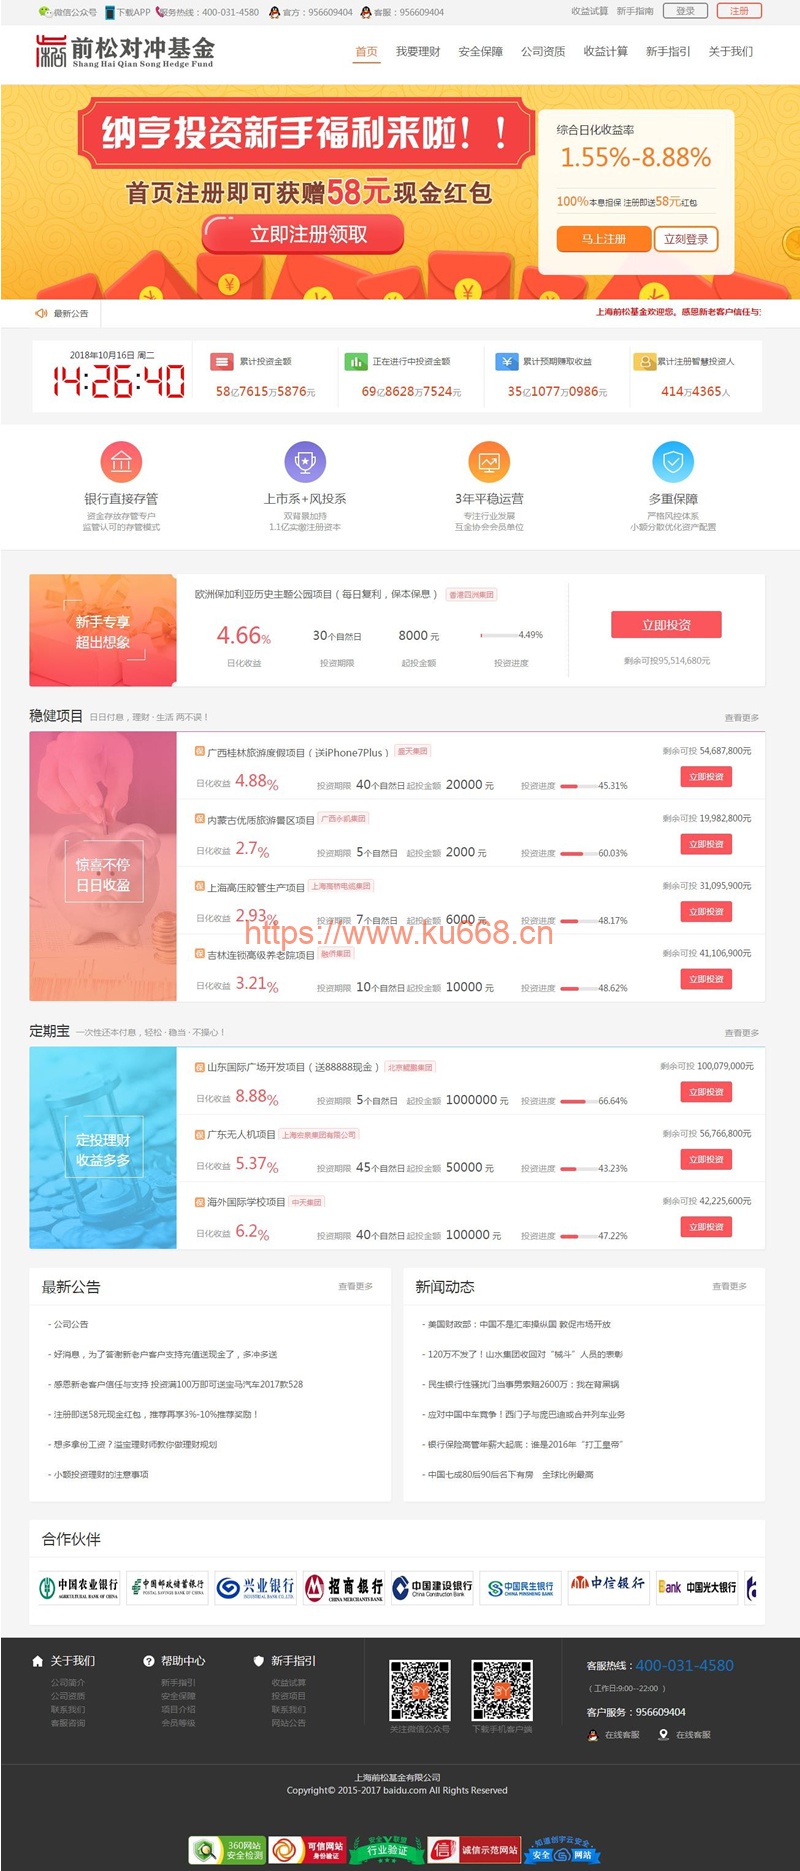 微信公众号 下载APP 服务热线：400-031-4580 官方：956609404 客服：956609404 收益试算 新手指南 登录 注册
前松对冲基金
Shang Hai Qian Song Hedge Fund
首页 我要理财 安全保障 公司资质 收益计算 新手指引 关于我们
纳亨投资新手福利来啦！！
首页注册即可获赠58元现金红包
立即注册领取
综合日化收益率
1.55%-8.88%
100%本息担保 注册即送58元红包
马上注册 立刻登录
最新公告 上海前松基金欢迎您。感恩新老客户信任与
2018年10月16日 周二
14:26:40
累计投资金额
58亿7615万5876元
正在进行中投资金额
69亿8628万7524元
累计预期赚取收益
35亿1077万0986元
累计注册智慧投资人
414万4365人
银行直接存管
资金存放存管专户
监管认可的存管模式
上市系+风投系
双背景加持
1.1亿实缴注册资本
3年平稳运营
专注行业发展
互金协会会员单位
多重保障
严格风控体系
小额分散优化资产配置
新手专享
超出想象
欧洲保加利亚历史主题公园项目（每日复利，保本保息） 香港四洲集团
4.66% 30个自然日 8000 元 4.49%
日化收益 投资期限 起投金额 投资进度
立即投资
剩余可投95,514,680元
稳健项目 日日付息，理财 · 生活 两不误！ 查看更多
惊喜不停
日日收盈
保 广西桂林旅游度假项目（送iPhone7Plus） 盛天集团 剩余可投 54,687,800元
日化收益 4.88% 投资期限 40个自然日 起投金额 20000 元 投资进度 45.31% 立即投资
保 内蒙古优质旅游景区项目 广西永凯集团 剩余可投 19,982,800元
日化收益 2.7% 投资期限 5个自然日 起投金额 2000 元 投资进度 60.03% 立即投资
保 上海高压胶管生产项目 剩余可投 31,095,900元
日化收益 2.93% 投资期限 7个自然日 起投金额 6000 元 投资进度 48.17% 立即投资
https://www.ku668.cn
保 吉林连锁高级养老院项目 融侨集团 剩余可投 41,106,900元
日化收益 3.21% 投资期限 10个自然日 起投金额 10000 元 投资进度 48.62% 立即投资
定期宝 一次性还本付息，轻松 · 稳当 · 不操心！ 查看更多
定投理财
收益多多
保 山东国际广场开发项目（送88888现金） 剩余可投 100,079,000元
日化收益 8.88% 投资期限 5个自然日 起投金额 1000000 元 投资进度 66.64% 立即投资
保 广东无人机项目 剩余可投 56,766,800元
日化收益 5.37% 投资期限 45个自然日 起投金额 50000 元 投资进度 43.23% 立即投资
保 海外国际学校项目 中天集团 剩余可投 42,225,600元
日化收益 6.2% 投资期限 40个自然日 起投金额 100000 元 投资进度 47.22% 立即投资
最新公告 查看更多
- 公司公告
- 好消息，为了答谢新老户客户支持充值送现金了，多冲多送
- 感恩新老客户信任与支持 投资满100万即可送宝马汽车2017款528
- 注册即送58元现金红包，推荐再享3%-10%推荐奖励！
- 想多拿份工资？溢宝理财师教你做理财规划
- 小额投资理财的注意事项
新闻动态 查看更多
- 美国财政部：中国不是汇率操纵国 敦促市场开放
- 120万不发了！山水集团收回对“械斗”人员的表彰
- 民生银行性骚扰门当事男索赔2600万：我在背黑锅
- 应对中国中车竞争！西门子与庞巴迪或合并列车业务
- 银行保险高管年薪大起底：谁是2016年“打工皇帝”
- 中国七成80后90后名下有房 全球比例最高
合作伙伴
中国农业银行
AGRICULTURAL BANK OF CHINA
中国邮政储蓄银行
POSTAL SAVINGS BANK OF CHINA
兴业银行
INDUSTRIAL BANK CO.,LTD.
招商银行
CHINA MERCHANTS BANK
中国建设银行
China Construction Bank
中国民生银行
CHINA MINSHENG BANK
中信银行
Bank 中国光大银行
关于我们
公司简介
公司资质
联系我们
客服咨询
帮助中心
新手指引
安全保障
项目介绍
会员等级
新手指引
收益试算
投资项目
联系我们
网站公告
关注微信公众号 下载手机客户端
客服热线：400-031-4580
（ 工作日:9:00--22:00 ）
客户服务：956609404
在线客服 在线客服
上海前松基金有限公司
Copyright© 2015-2017 baidu.com All Rights Reserved
360网站
安全检测
可信网站
身份验证
安全联盟
行业验证
信 诚信示范网站
知道创宇云安全
安全 网站